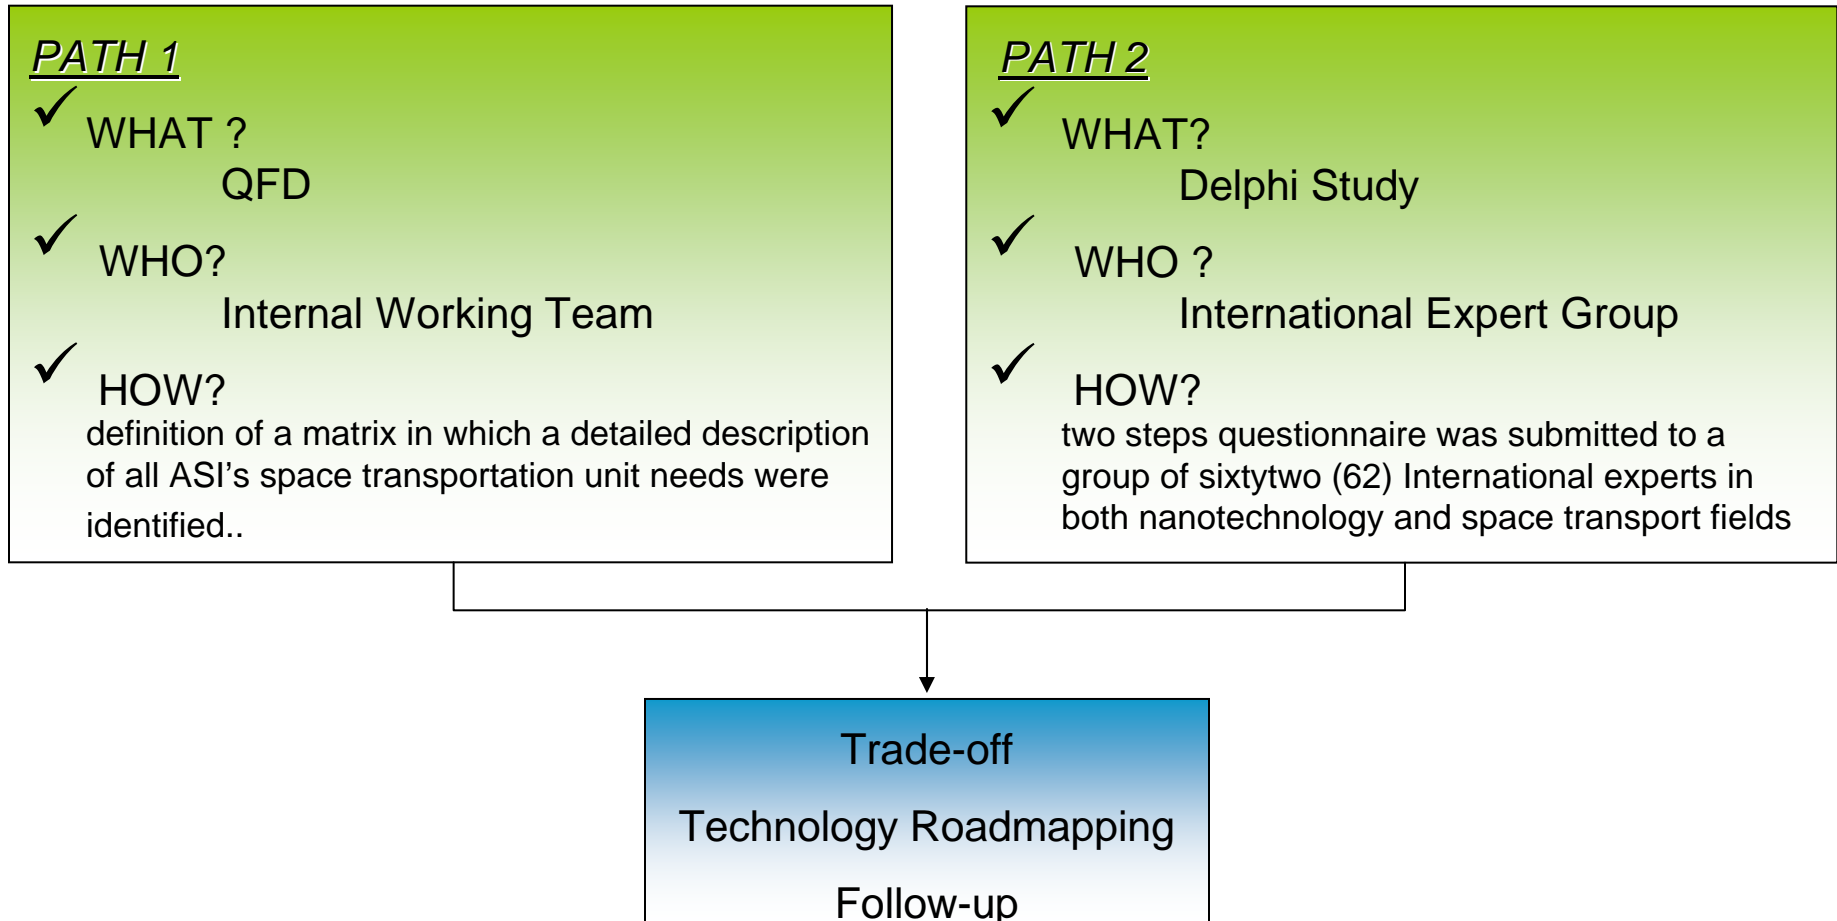 PATH 1
WHAT ?
QFD
WHO?
Internal Working Team
HOW?
definition of a matrix in which a detailed description
of all ASI’s space transportation unit needs were
identified..
PATH 2
WHAT?
Delphi Study
WHO ?
International Expert Group
HOW?
two steps questionnaire was submitted to a
group of sixtytwo (62) International experts in
both nanotechnology and space transport fields
Trade-off
Technology Roadmapping
Follow-up